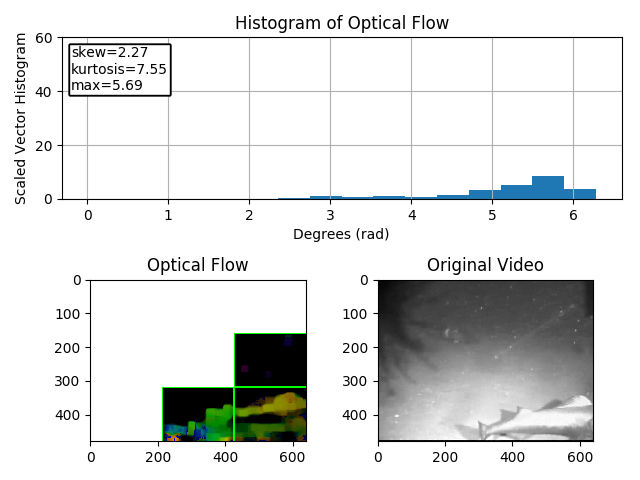 Histogram of Optical Flow
Scaled Vector Histogram
60
40
20
0
skew=2.27
kurtosis=7.55
max=5.69
0 1 2 3 4 5 6
Degrees (rad)
Optical Flow
0
100
200
300
400
0 200 400 600
Original Video
0
100
200
300
400
0 200 400 600